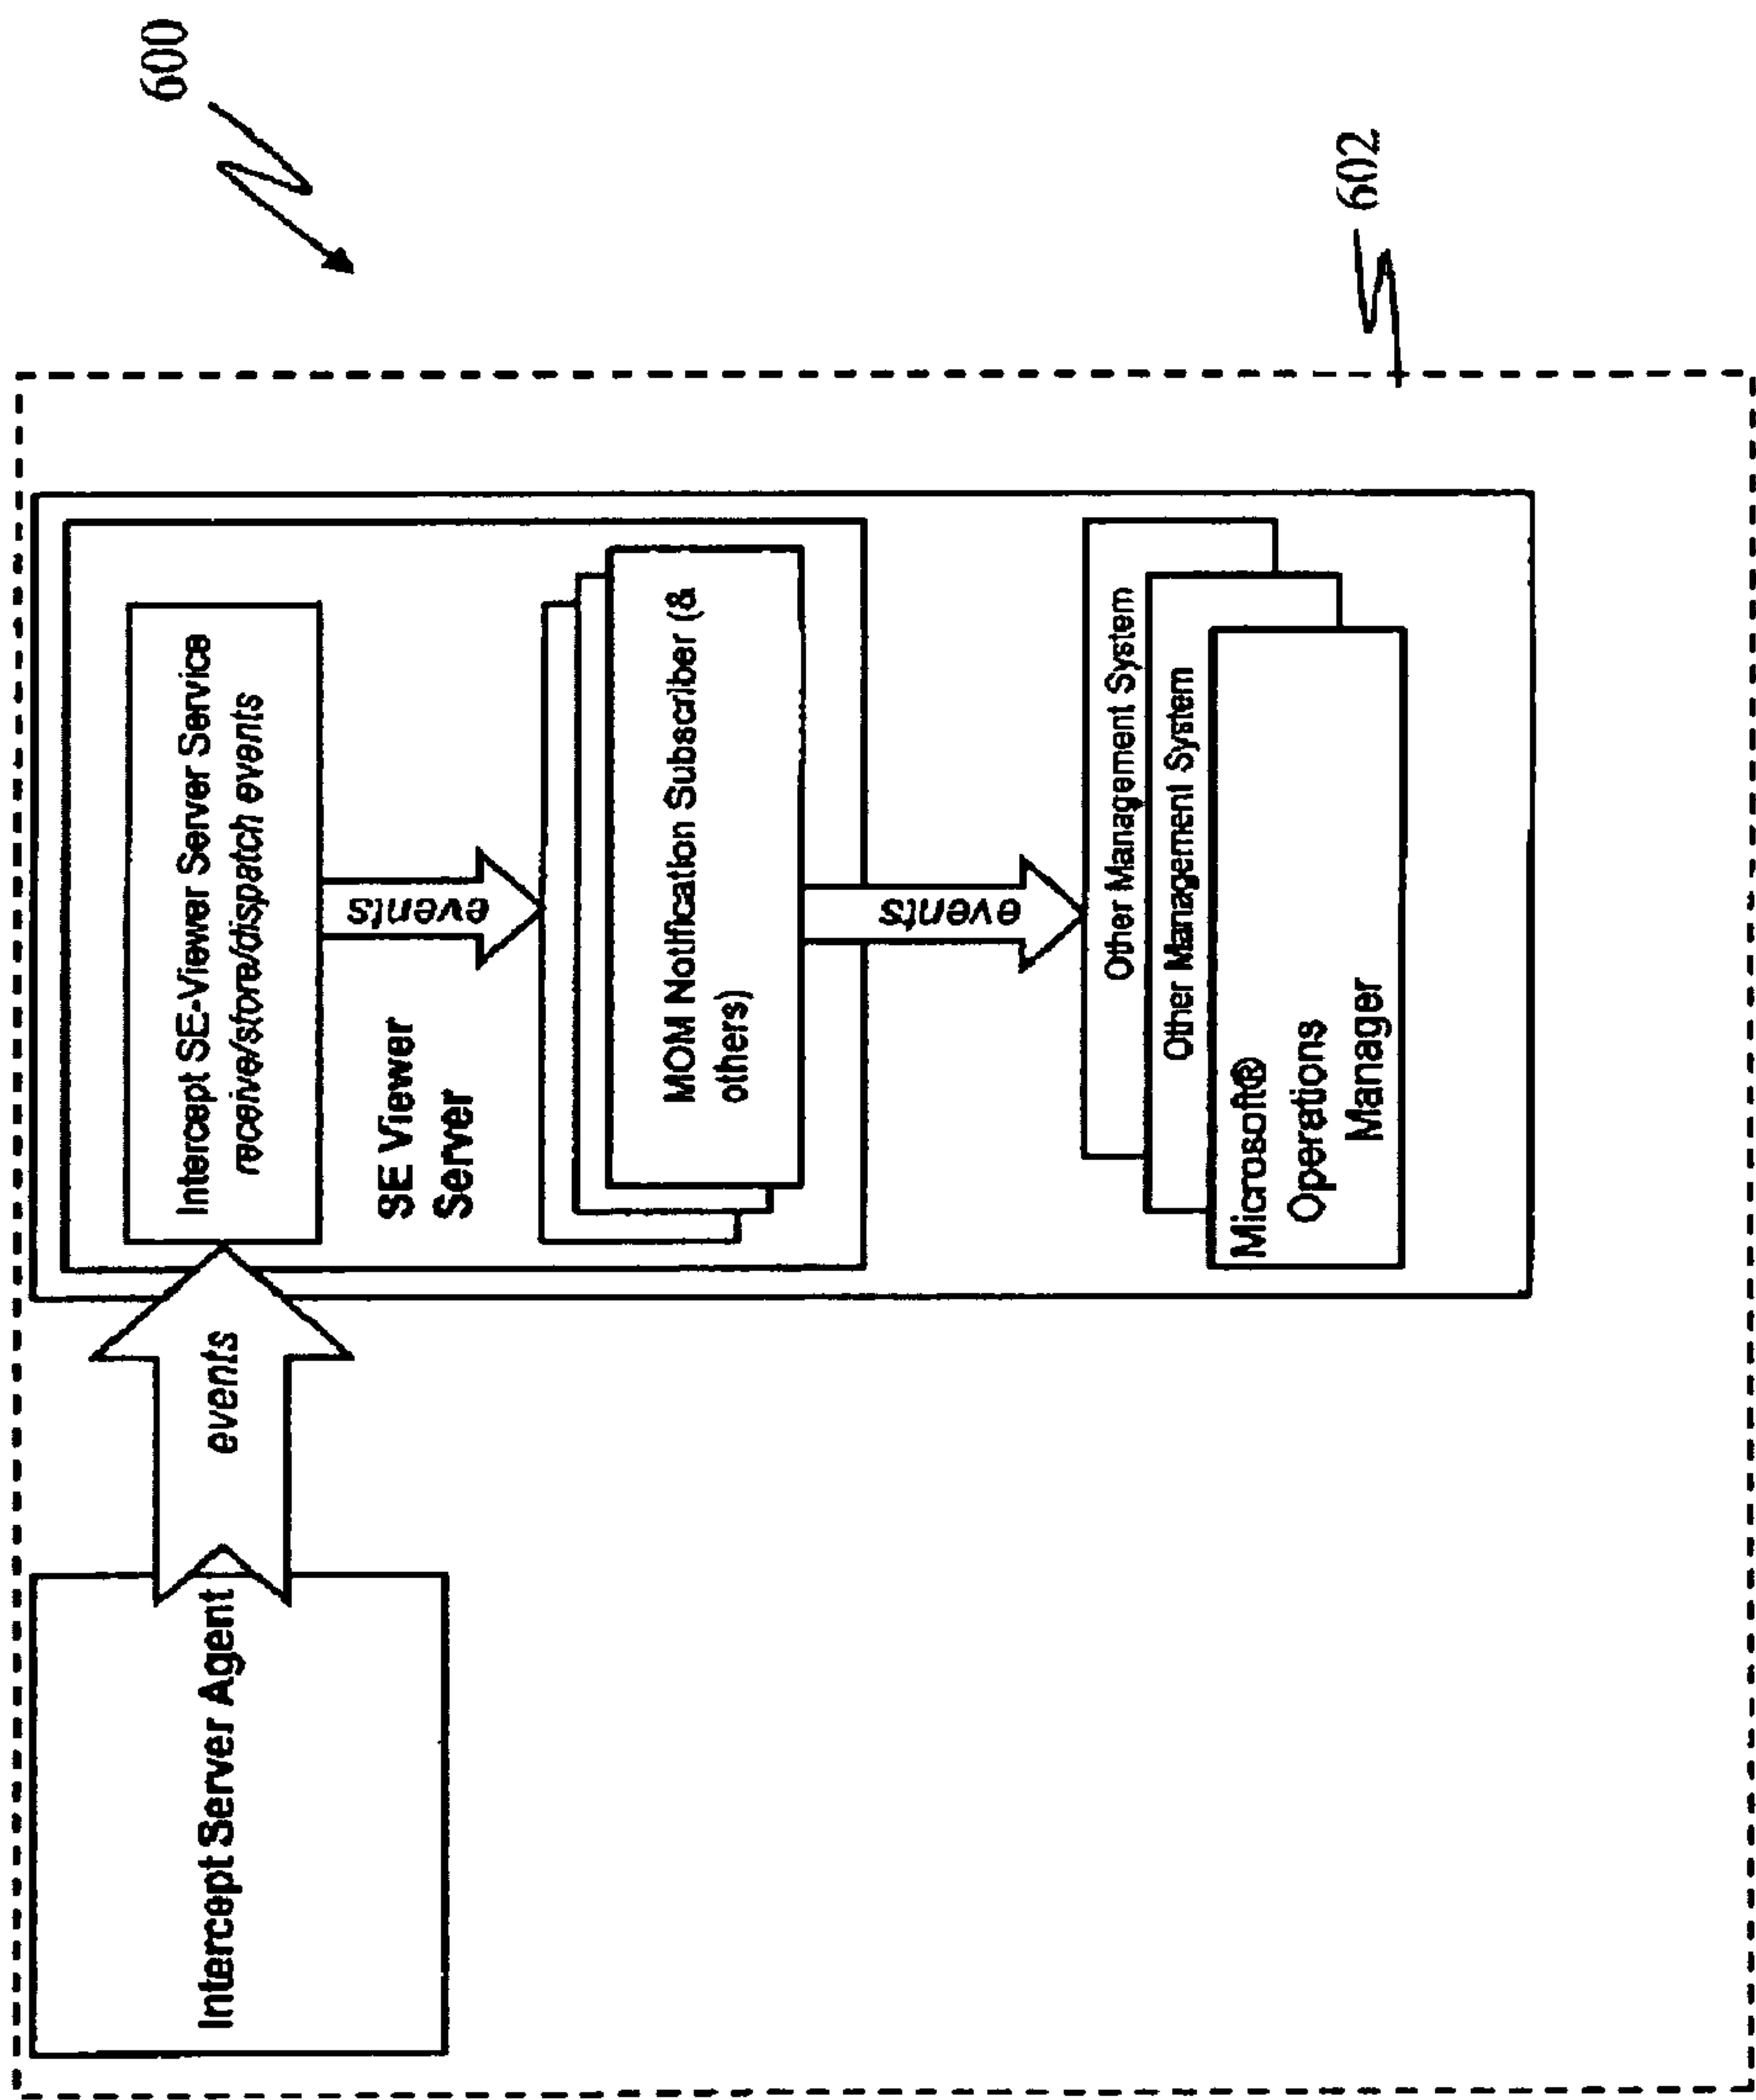 600
602
Intercept Server Agent
events
Intercept SE-Viewer Server Service
receive/store/dispatch events
events
SE Viewer
Server
MOM Notification Subscriber (&
others)
events
Other Management System
Other Management System
Microsoft®
Operations
Manager